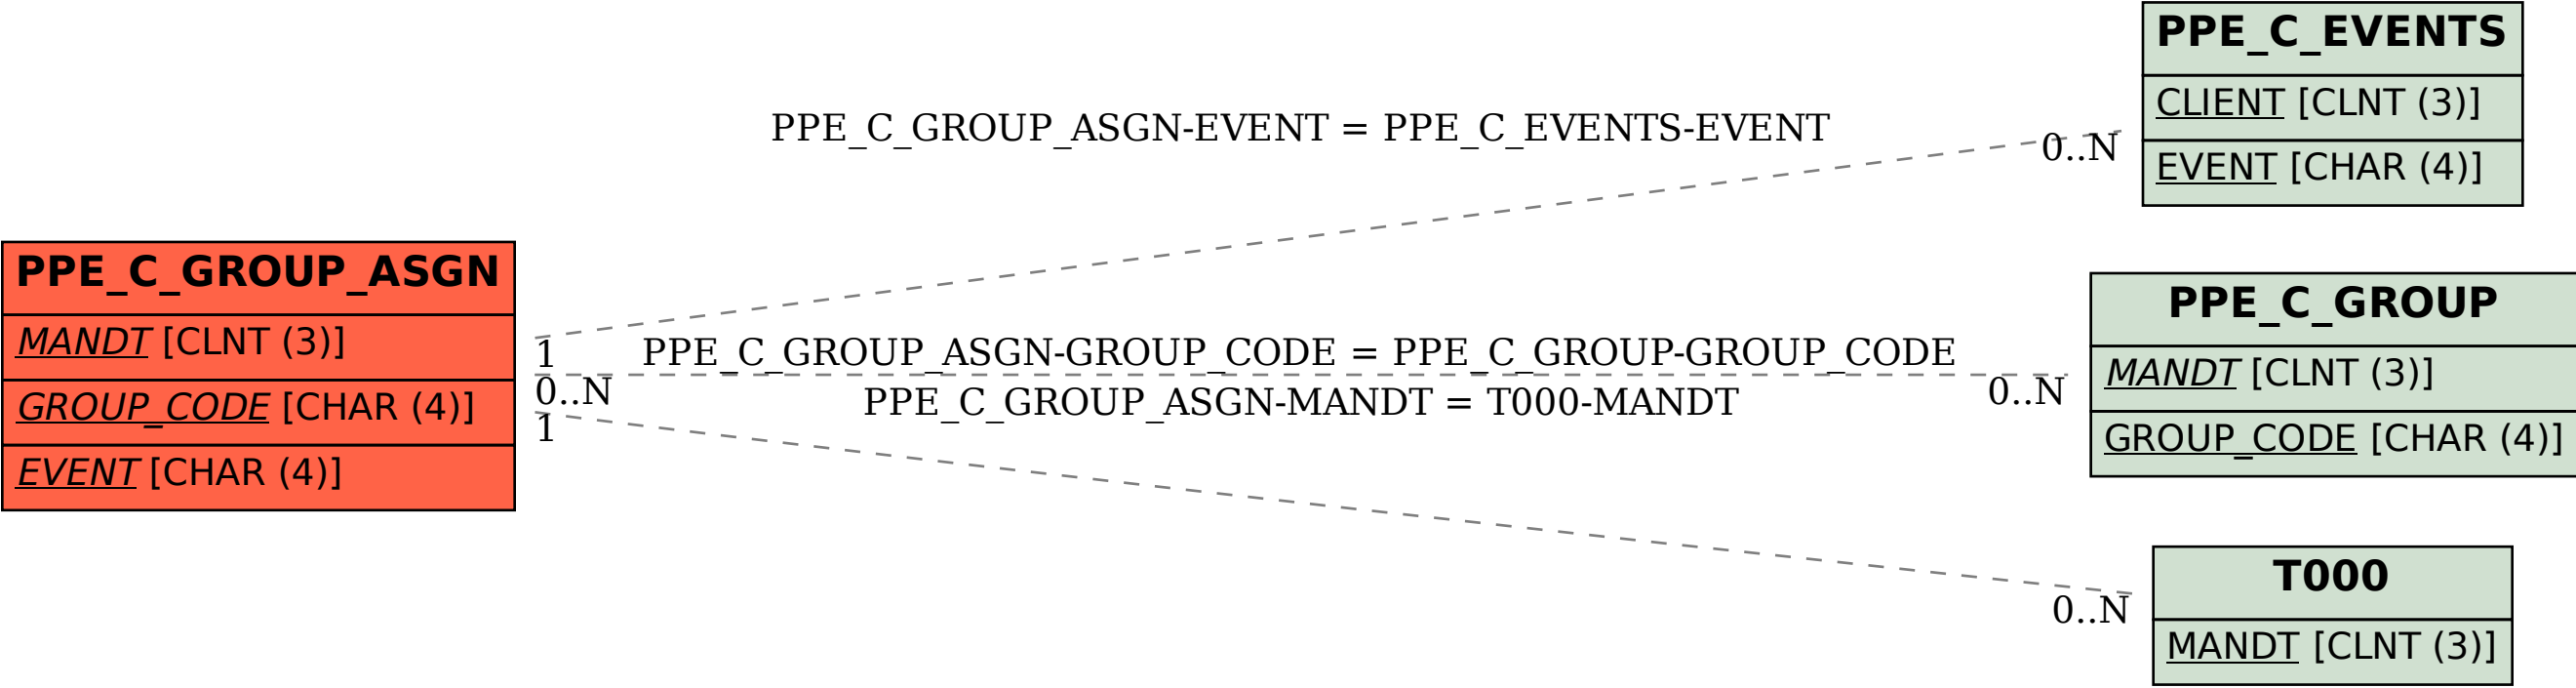 PPE_C_EVENTS
CLIENT [CLNT (3)]
EVENT [CHAR (4)]
PPE_C_GROUP_ASGN-EVENT = PPE_C_EVENTS-EVENT
0..N
PPE_C_GROUP_ASGN
MANDT [CLNT (3)]
GROUP_CODE [CHAR (4)]
EVENT [CHAR (4)]
1
PPE_C_GROUP_ASGN-GROUP_CODE = PPE_C_GROUP-GROUP_CODE
0..N
0..N
PPE_C_GROUP_ASGN-MANDT = T000-MANDT
1
0..N
PPE_C_GROUP
MANDT [CLNT (3)]
GROUP_CODE [CHAR (4)]
T000
MANDT [CLNT (3)]